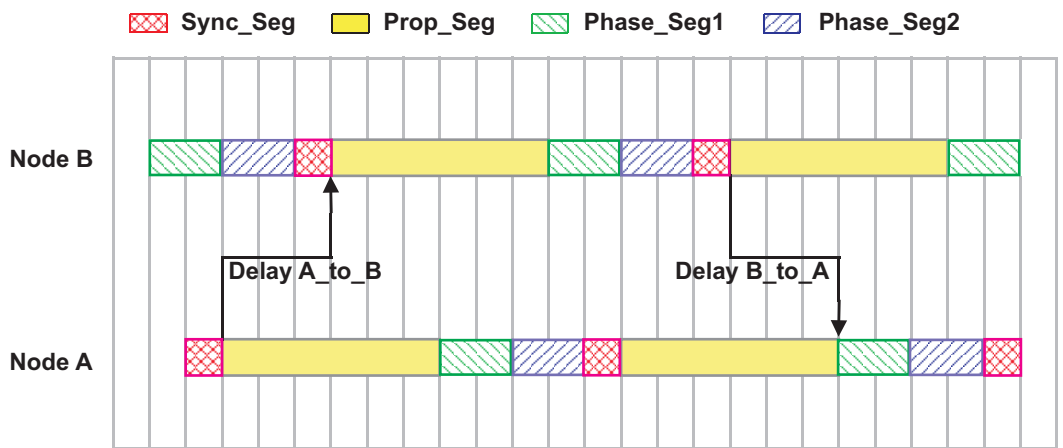 Sync_Seg Prop_Seg Phase_Seg1 Phase_Seg2
Node B
Delay A_to_B Delay B_to_A
Node A